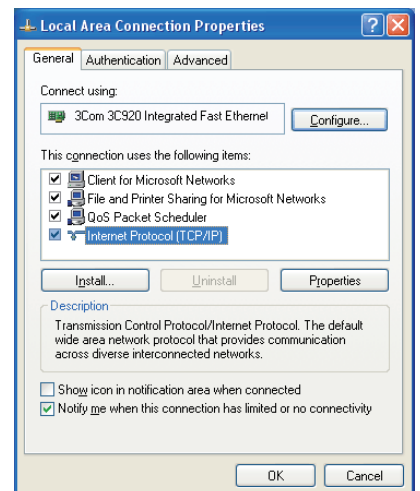 Local Area Connection Properties
General Authentication Advanced
Connect using:
3Com 3C920 Integrated Fast Ethernet
Configure...
This connection uses the following items:
Client for Microsoft Networks
File and Printer Sharing for Microsoft Networks
QoS Packet Scheduler
Internet Protocol (TCP/IP)
Install... Uninstall Properties
Description
Transmission Control Protocol/Internet Protocol. The default
wide area network protocol that provides communication
across diverse interconnected networks.
Show icon in notification area when connected
Notify me when this connection has limited or no connectivity
OK Cancel